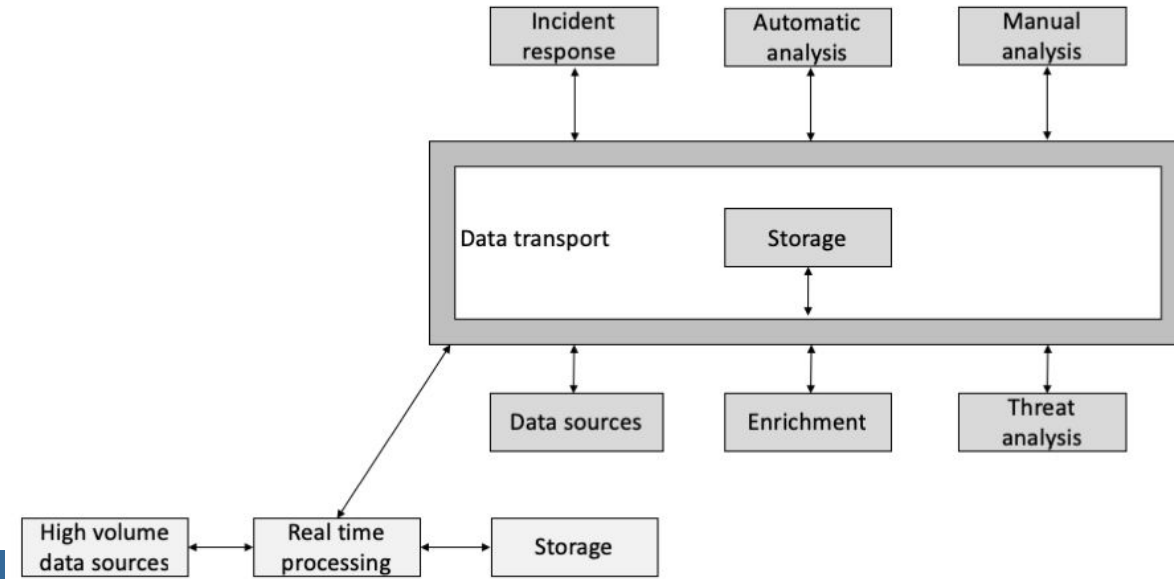 Incident
response
Automatic
analysis
Manual
analysis
Data transport
Storage
Data sources
Enrichment
Threat
analysis
High volume
data sources
Real time
processing
Storage